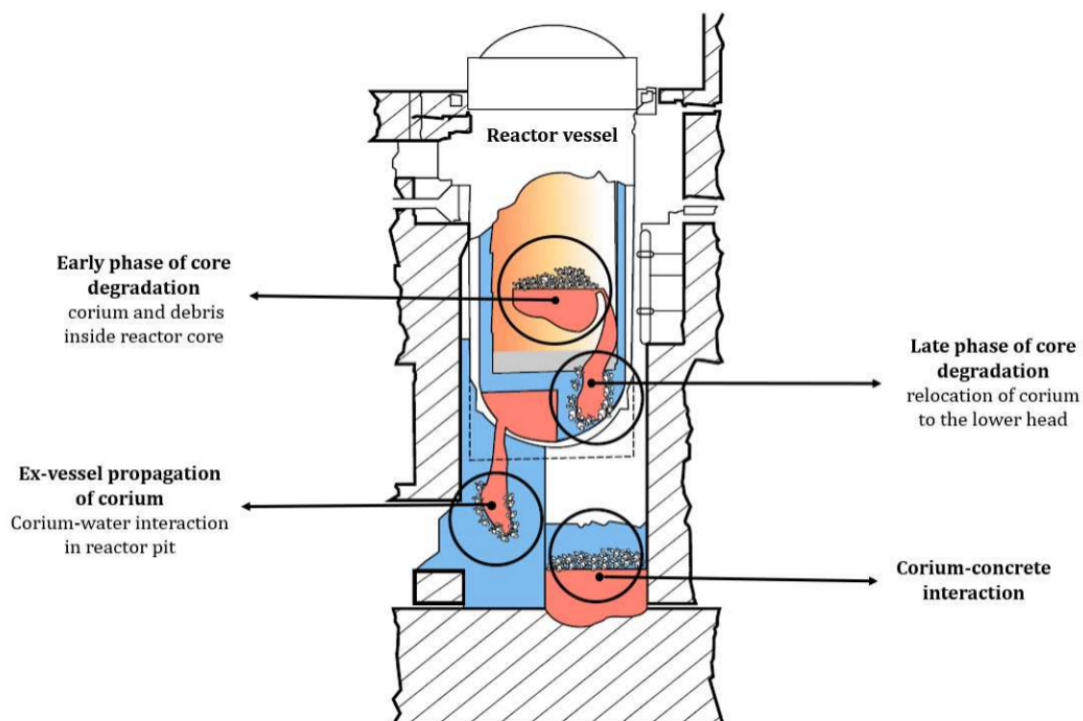 Reactor vessel
Early phase of core
degradation
corium and debris
inside reactor core
Late phase of core
degradation
relocation of corium
to the lower head
Ex-vessel propagation
of corium
Corium-water interaction
in reactor pit
Corium-concrete
interaction